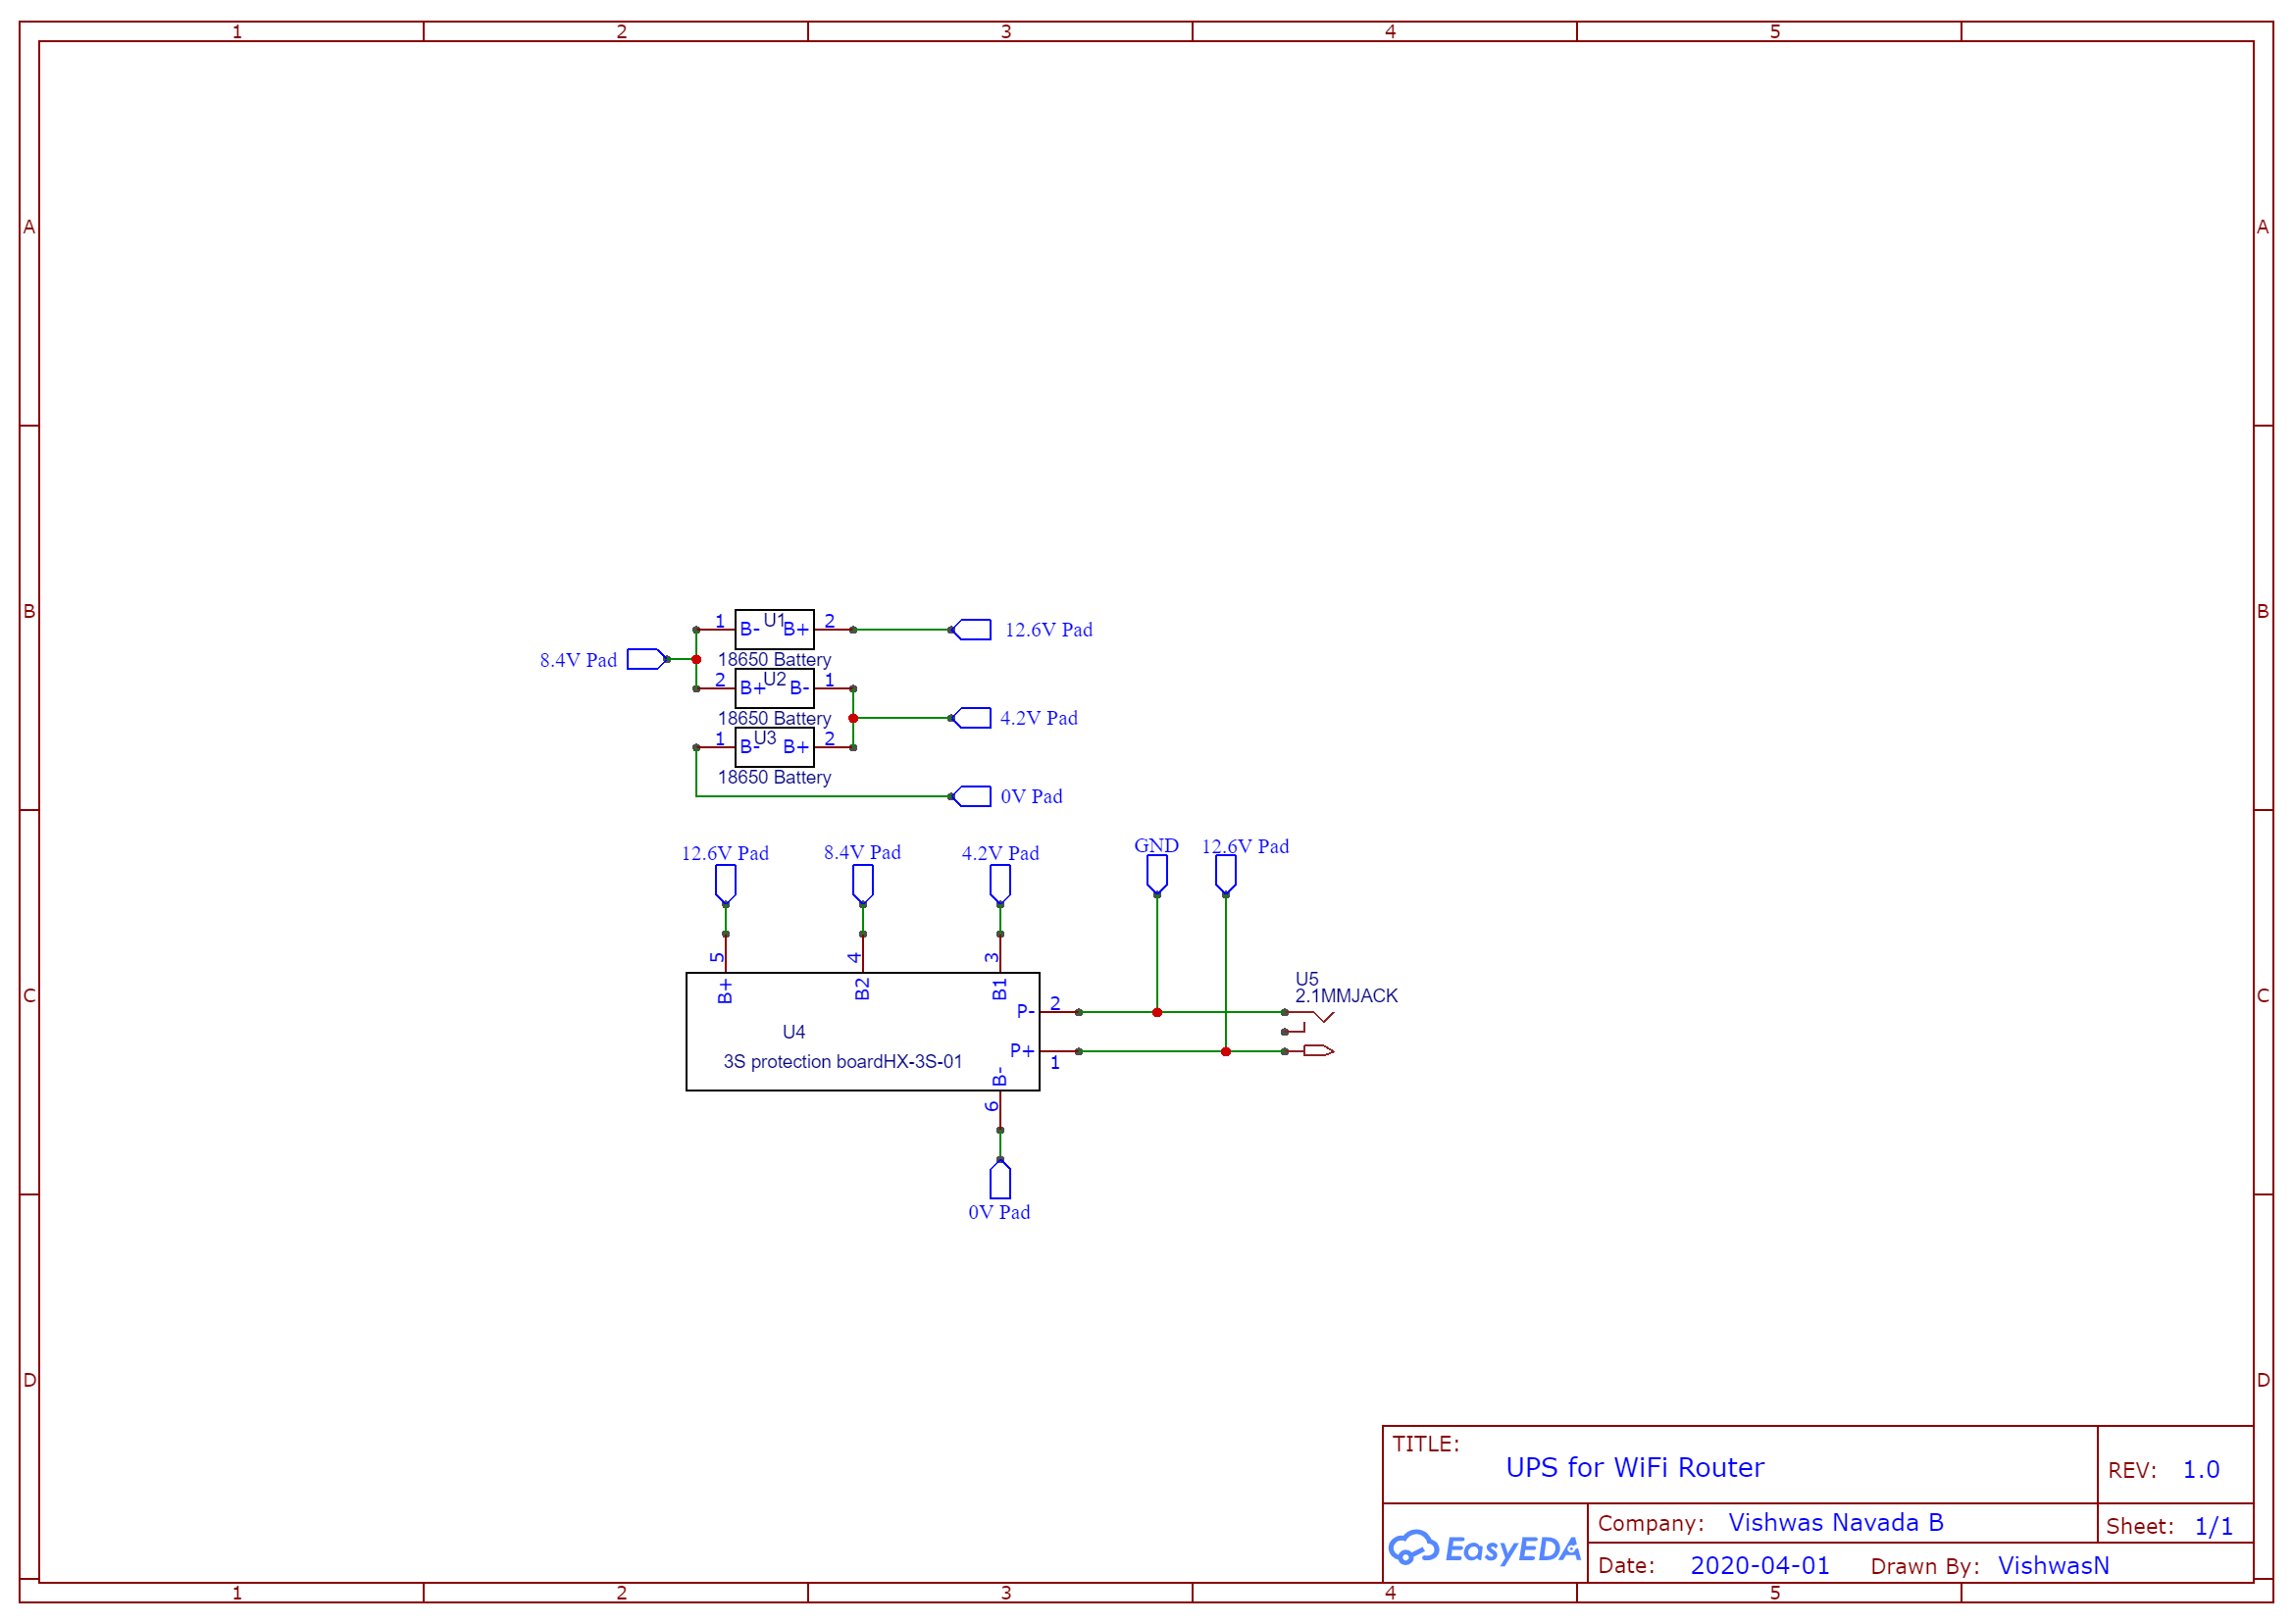 1 2 3 4 5
A A
B B
C C
D D
U1
1 B- B+ 2
12.6V Pad
8.4V Pad
18650 Battery
U2
2 B+ B- 1
18650 Battery
4.2V Pad
U3
1 B- B+ 2
18650 Battery
0V Pad
12.6V Pad
8.4V Pad
4.2V Pad
GND
12.6V Pad
5
4
3
B+
B2
B1
P- 2
U4
3S protection boardHX-3S-01
P+ 1
B-
6
0V Pad
U5
2.1MMJACK
TITLE:
UPS for WiFi Router
REV: 1.0
EasyEDA
Company: Vishwas Navada B
Sheet: 1/1
Date: 2020-04-01 Drawn By: VishwasN
1 2 3 4 5